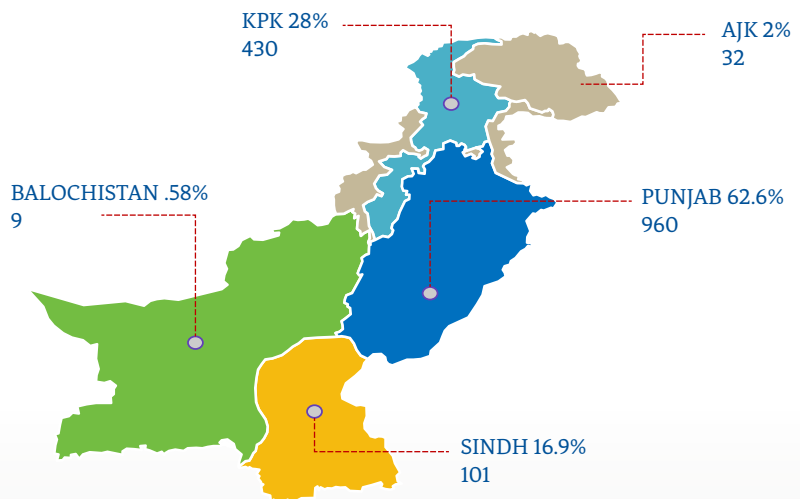 KPK 28%
430
AJK 2%
32
BALOCHISTAN .58%
9
PUNJAB 62.6%
960
SINDH 16.9%
101